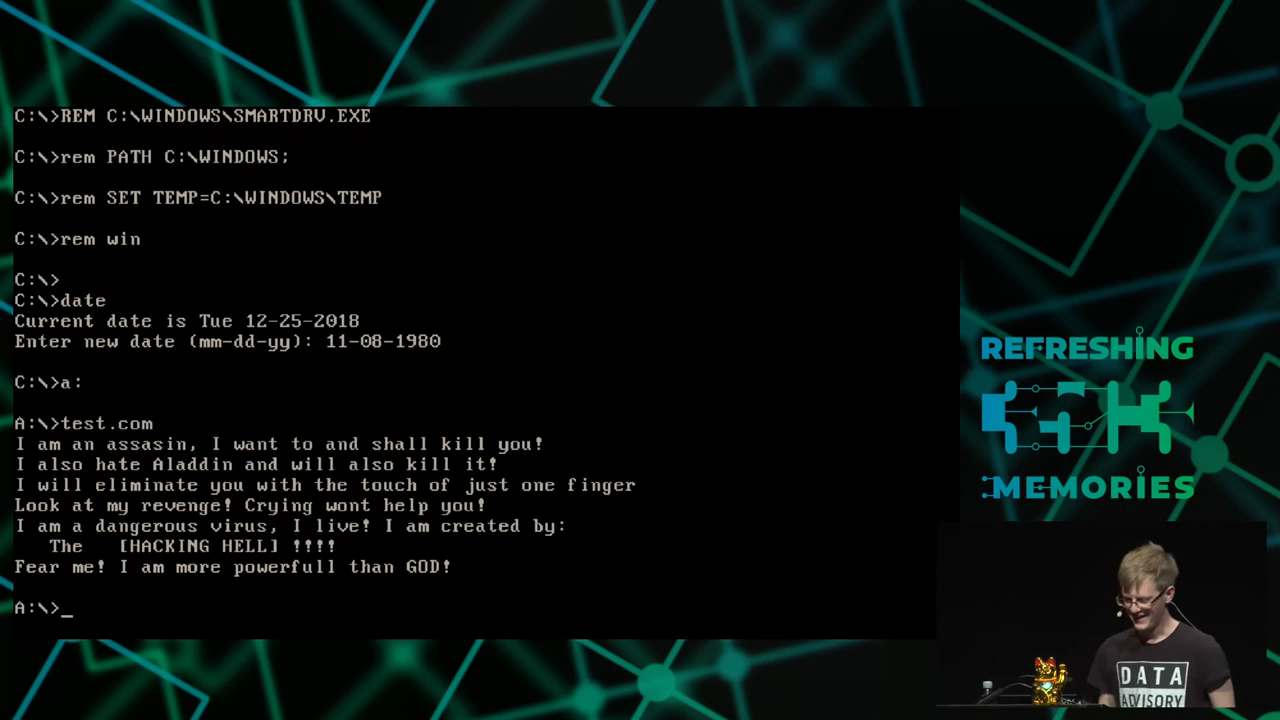 C:\>REM C:\WINDOWS\SMARTDRV.EXE
C:\>rem PATH C:\WINDOWS;
C:\>rem SET TEMP=C:\WINDOWS\TEMP
C:\>rem win
C:\>
C:\>date
Current date is Tue 12-25-2018
Enter new date (mm-dd-yy): 11-08-1980
C:\>a:
A:\>test.com
I am an assasin, I want to and shall kill you!
I also hate Aladdin and will also kill it!
I will eliminate you with the touch of just one finger
Look at my revenge! Crying wont help you!
I am a dangerous virus, I live! I am created by:
The [HACKING HELL] !!!!
Fear me! I am more powerfull than GOD!
A:\>_
REFRESHING
35C3
MEMORIES
DATA
ADVISORY